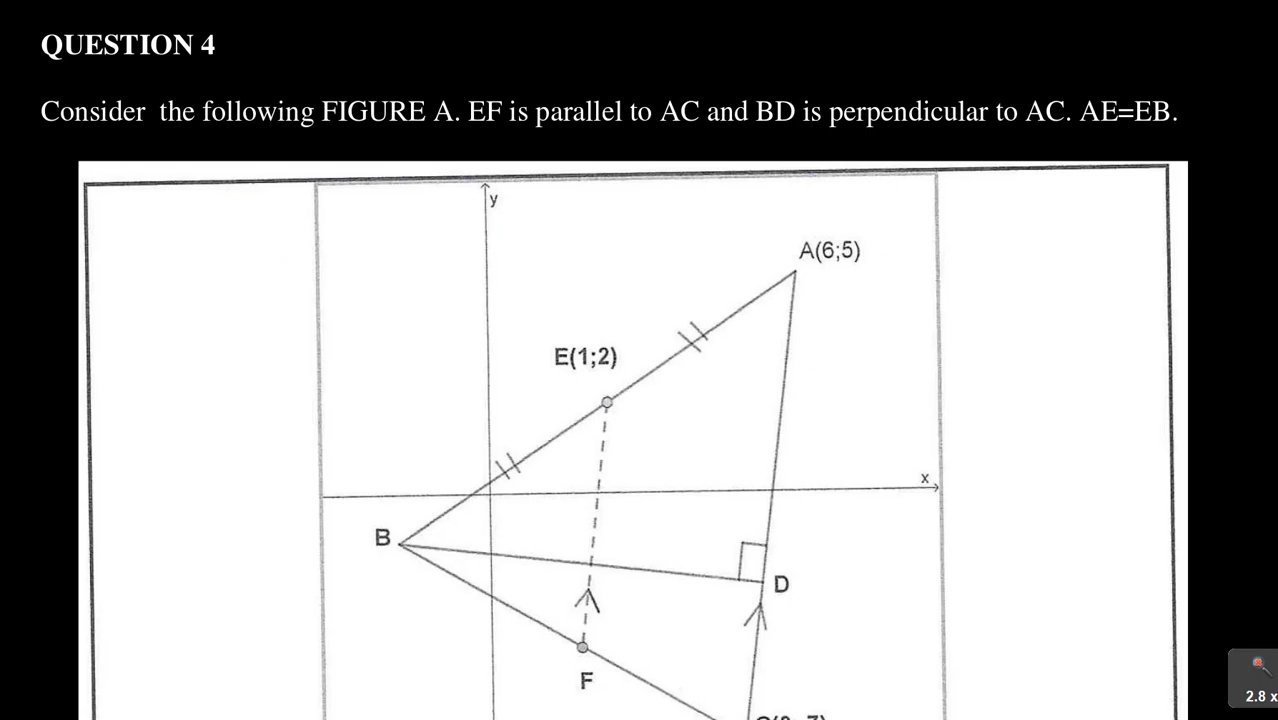 QUESTION 4
Consider the following FIGURE A. EF is parallel to AC and BD is perpendicular to AC. AE=EB.
y
A(6;5)
E(1;2)
x
B
D
F
2.8 x